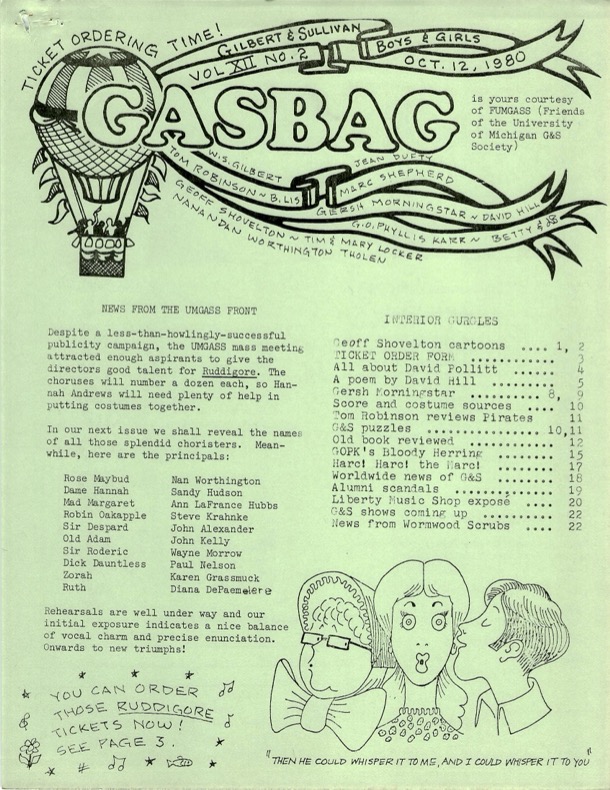 TICKET ORDERING TIME!
GILBERT & SULLIVAN BOYS & GIRLS
VOL XII NO. 2 OCT. 12, 1980
GASBAG
is yours courtesy
of FUMGASS (Friends
of the University
of Michigan G&S
Society)
W.S. GILBERT JEAN DUFTY
TOM ROBINSON ~ B. LIS MARC SHEPHERD
GERSH MORNINGSTAR ~ DAVID HILL
GEOFF SHOVELTON ~ TIM & MARY LOCKER
G.O. PHYLLIS KARR ~ BETTY &
NANANDAN WORTHINGTON THOLEN
NEWS FROM THE UMGASS FRONT
Despite a less-than-howlingly-successful
publicity campaign, the UMGASS mass meeting
attracted enough aspirants to give the
directors good talent for Ruddigore. The
choruses will number a dozen each, so Han-
nah Andrews will need plenty of help in
putting costumes together.
In our next issue we shall reveal the names
of all those splendid choristers. Mean-
while, here are the principals:
Rose Maybud Nan Worthington
Dame Hannah Sandy Hudson
Mad Margaret Ann LaFrance Hubbs
Robin Oakapple Steve Krahnke
Sir Despard John Alexander
Old Adam John Kelly
Sir Roderic Wayne Morrow
Dick Dauntless Paul Nelson
Zorah Karen Grassmuck
Ruth Diana DePaemelere
Rehearsals are well under way and our
initial exposure indicates a nice balance
of vocal charm and precise enunciation.
Onwards to new triumphs!
YOU CAN ORDER
THOSE RUDDIGORE
TICKETS NOW!
SEE PAGE 3.
INTERIOR GURGLES
Geoff Shovelton cartoons .... 1, 2
TICKET ORDER FORM ........... 3
All about David Follitt ..... 4
A poem by David Hill ........ 5
Gersh Morningstar ........ 8, 9
Score and costume sources .... 10
Tom Robinson reviews Pirates 11
G&S puzzles ............. 10,11
Old book reviewed ........... 12
GOPK's Bloody Herring ....... 15
Harc! Harc! the Marc! ....... 17
Worldwide news of G&S ....... 18
Alumni scandals ............. 19
Liberty Music Shop exposé ... 20
G&S shows coming up ......... 22
News from Wormwood Scrubs .... 22
"THEN HE COULD WHISPER IT TO ME, AND I COULD WHISPER IT TO YOU"